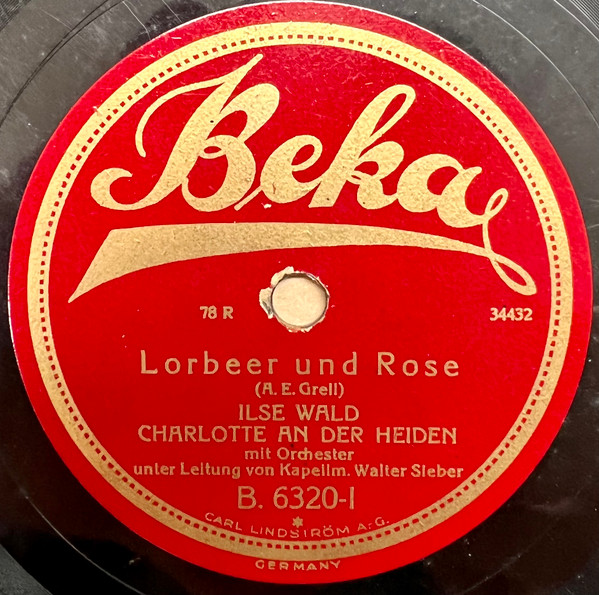 Beka
78 R 34432
Lorbeer und Rose
(A. E. Grell)
ILSE WALD
CHARLOTTE AN DER HEIDEN
mit Orchester
unter Leitung von Kapellm. Walter Sieber
B. 6320-I
CARL LINDSTRÖM A.-G.
GERMANY